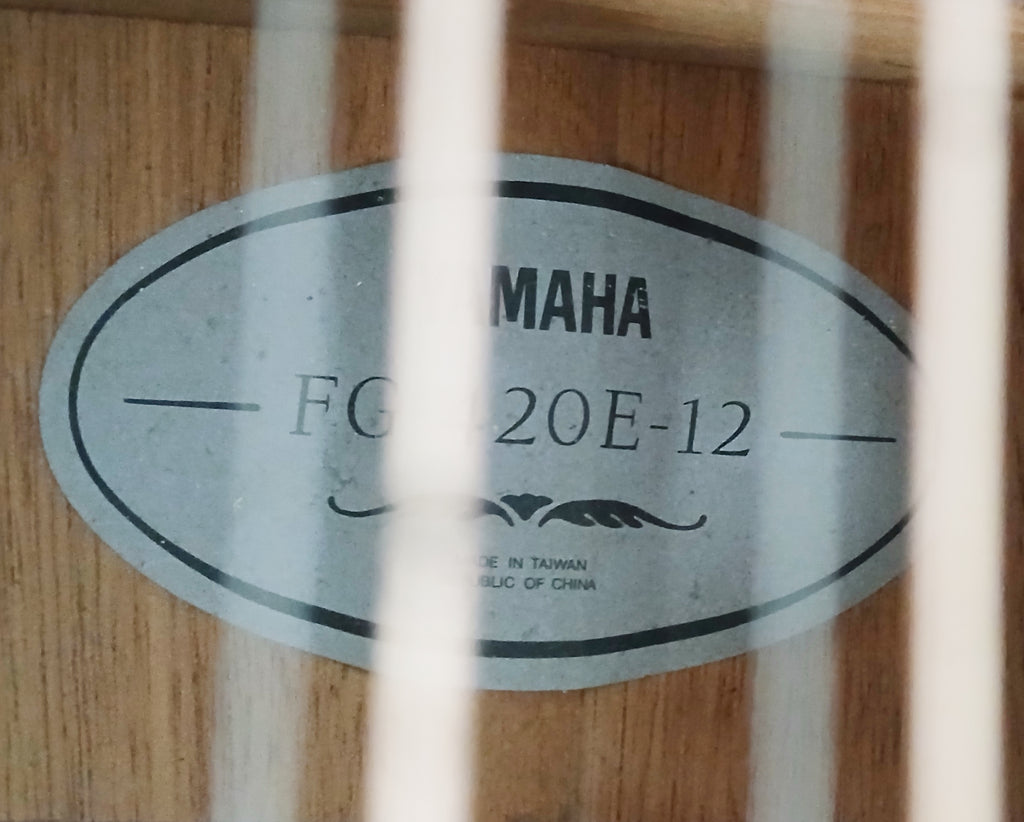 MAHA
FG 20E-12
DE IN TAIWAN
BLIC OF CHINA